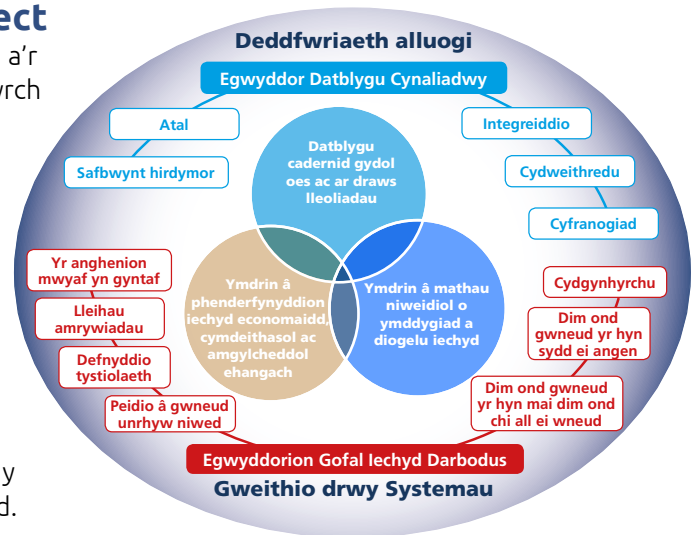 ect
a'r
wrch
y
d.
Deddfwriaeth alluogi
Egwyddor Datblygu Cynaliadwy
Atal
Safbwynt hirdymor
Integreiddio
Cydweithredu
Cyfranogiad
Datblygu
cadernid gydol
oes ac ar draws
lleoliadau
Ymdrin â
phenderfynyddion
iechyd economaidd,
cymdeithasol ac
amgylcheddol
ehangach
Ymdrin â mathau
niweidiol o
ymddygiad a
diogelu iechyd
Yr anghenion
mwyaf yn gyntaf
Lleihau
amrywiadau
Defnyddio
tystiolaeth
Peidio â gwneud
unrhyw niwed
Cydgynhyrchu
Dim ond
gwneud yr hyn
sydd ei angen
Dim ond gwneud
yr hyn mai dim ond
chi all ei wneud
Egwyddorion Gofal Iechyd Darbodus
Gweithio drwy Systemau